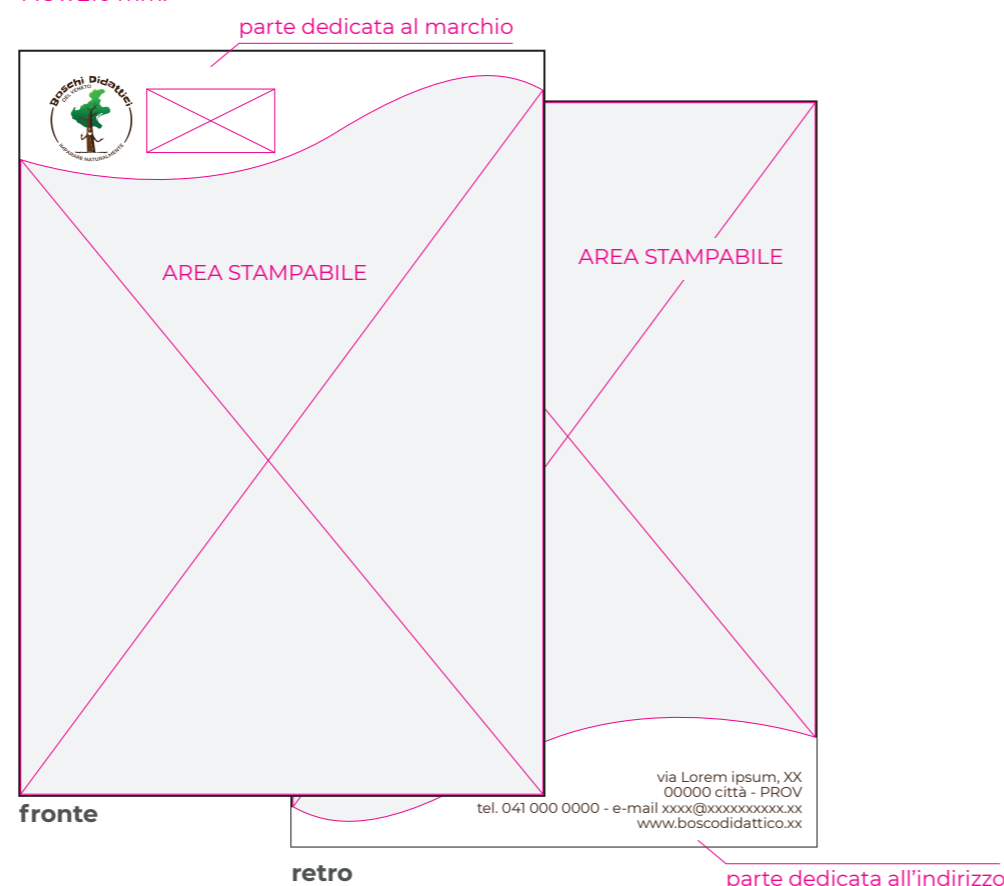 parte dedicata al marchio
Boschi Didattici
DEL VENETO
IMPARARE NATURALMENTE
AREA STAMPABILE
AREA STAMPABILE
via Lorem ipsum, XX
00000 città - PROV
tel. 041 000 0000 - e-mail xxxx@xxxxxxxxxx.xx
www.boscodidattico.xx
fronte
retro
parte dedicata all'indirizzo